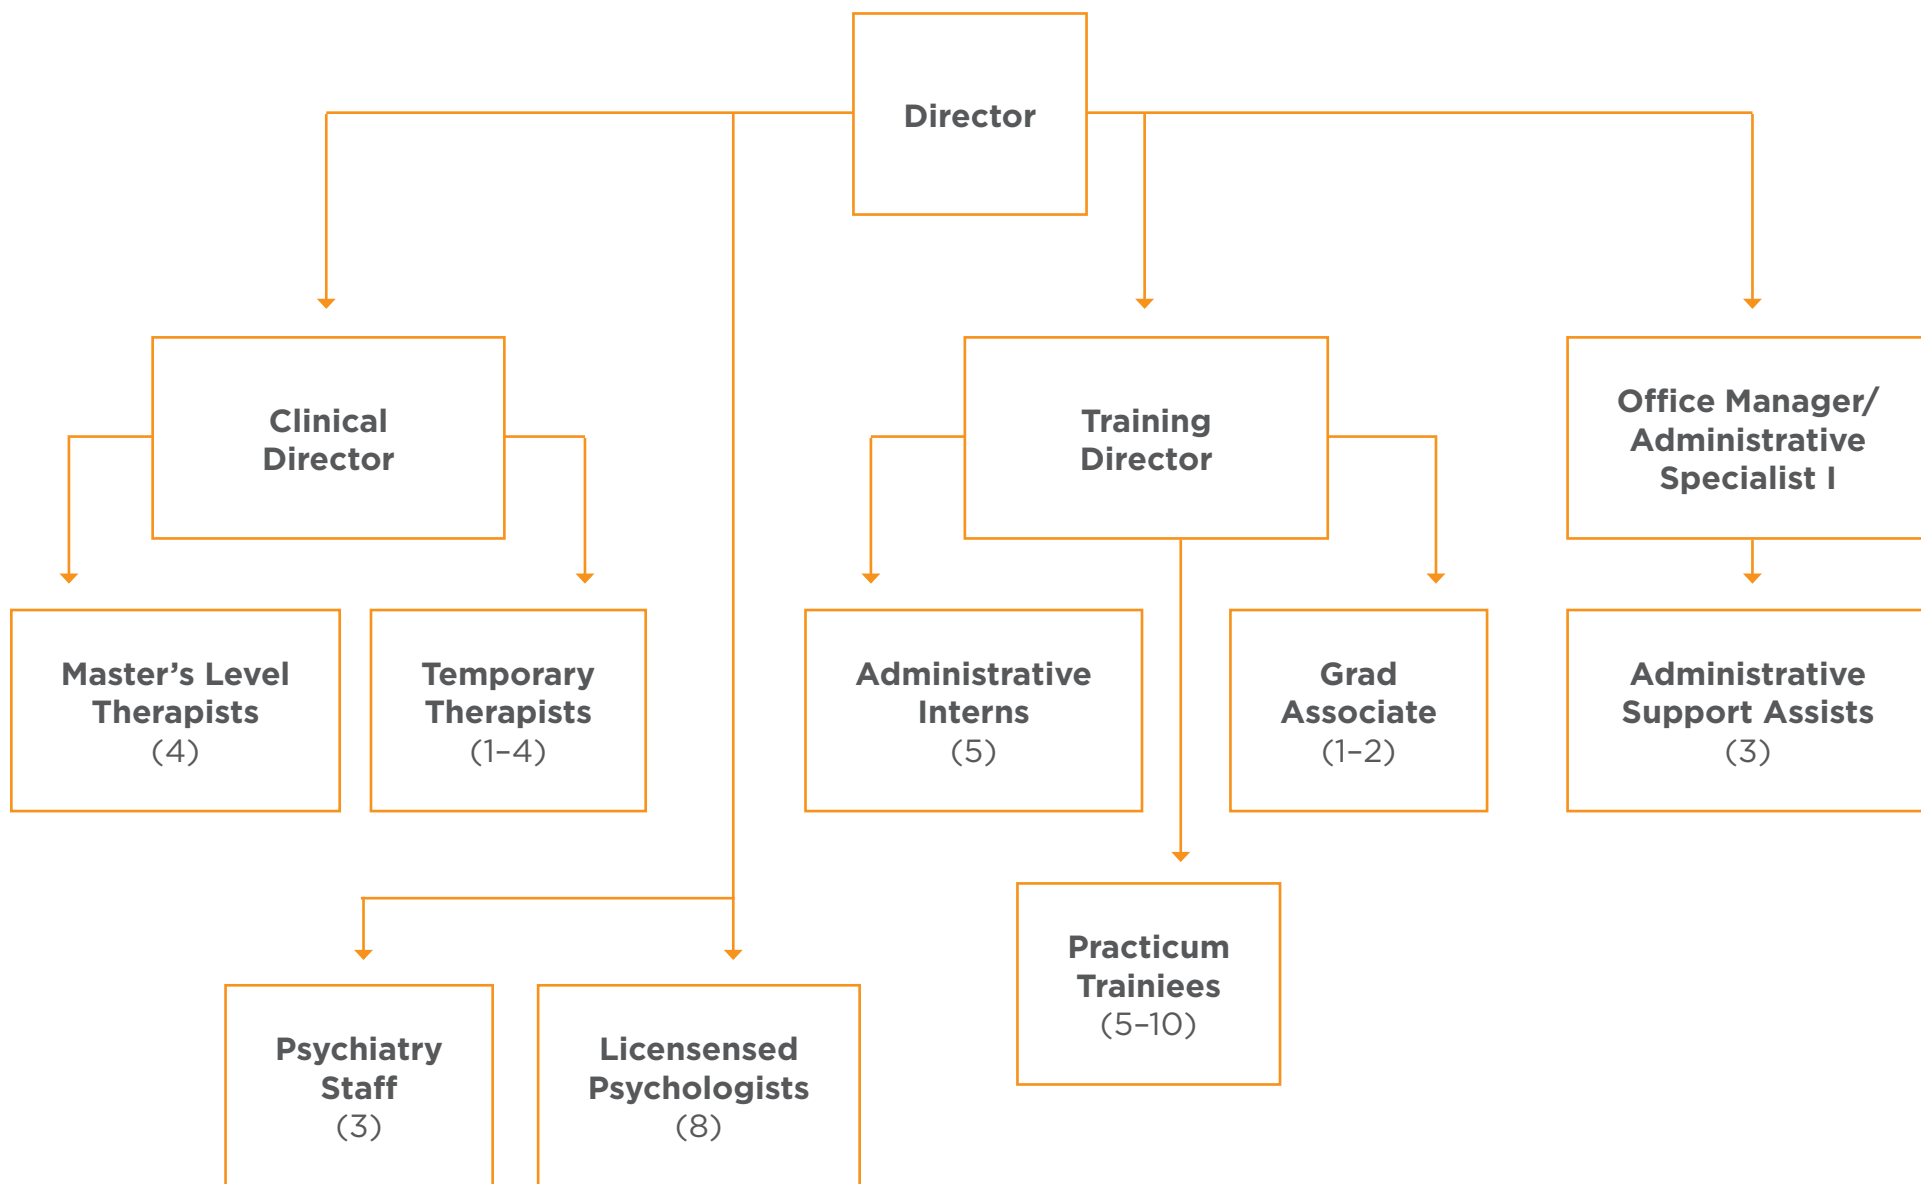 Director
Clinical
Director
Training
Director
Office Manager/
Administrative
Specialist I
Master’s Level
Therapists
(4)
Temporary
Therapists
(1–4)
Administrative
Interns
(5)
Grad
Associate
(1–2)
Administrative
Support Assists
(3)
Practicum
Trainiees
(5–10)
Psychiatry
Staff
(3)
Licensensed
Psychologists
(8)